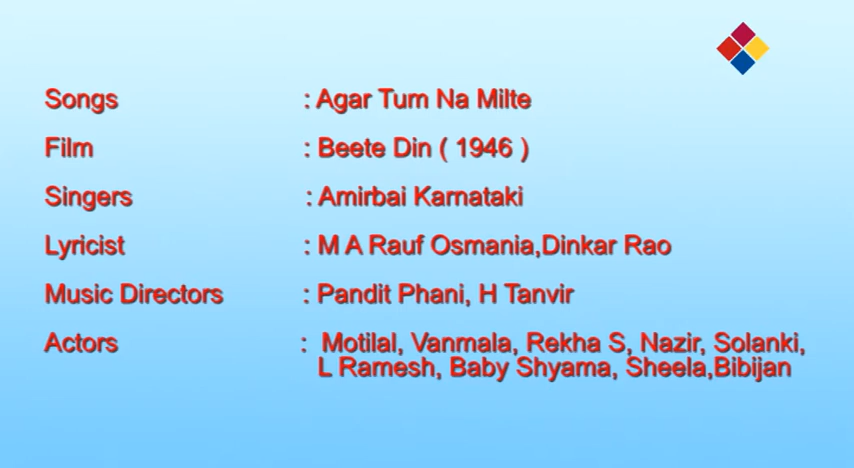 Songs : Agar Tum Na Milte
Film : Beete Din ( 1946 )
Singers : Amirbai Karnataki
Lyricist : M A Rauf Osmania,Dinkar Rao
Music Directors : Pandit Phani, H Tanvir
Actors : Motilal, Vanmala, Rekha S, Nazir, Solanki,
L Ramesh, Baby Shyama, Sheela,Bibijan